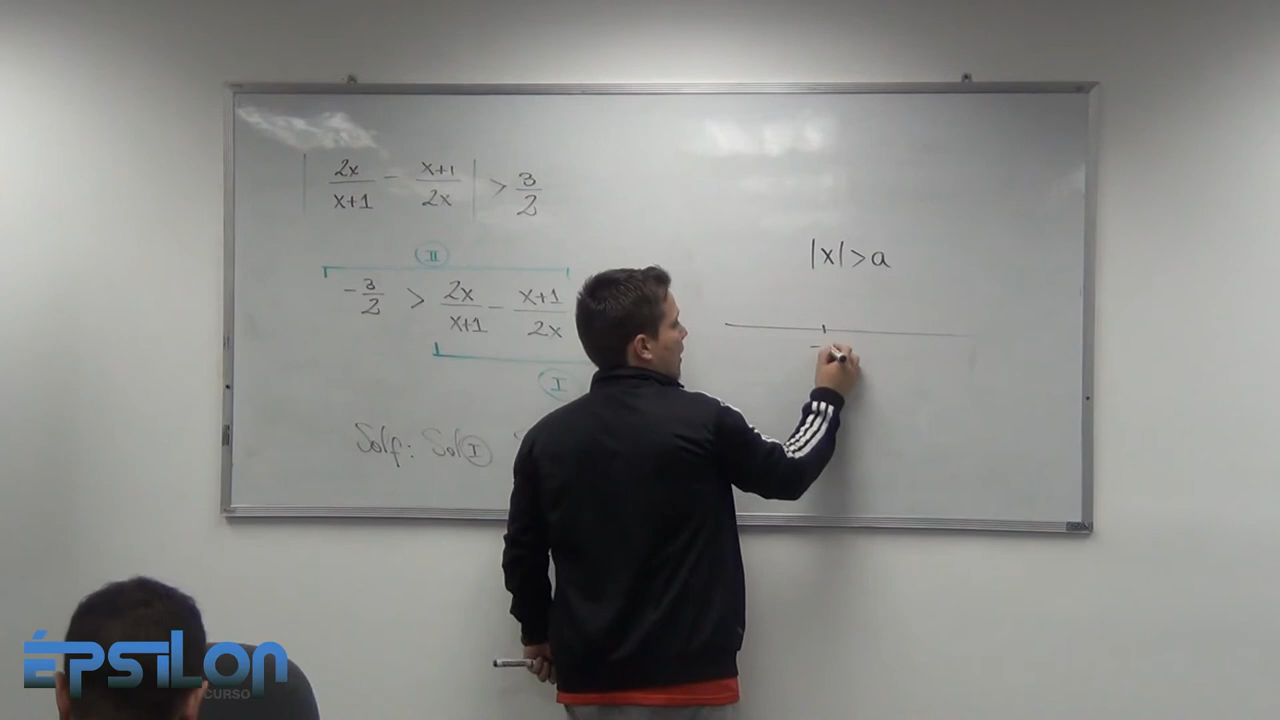 | 2x/x+1 - x+1/2x | > 3/2
II
-3/2 > 2x/x+1 - x+1/2x
I
Solf: Sol I
|x|>a
-
ÉPSILON
CURSO